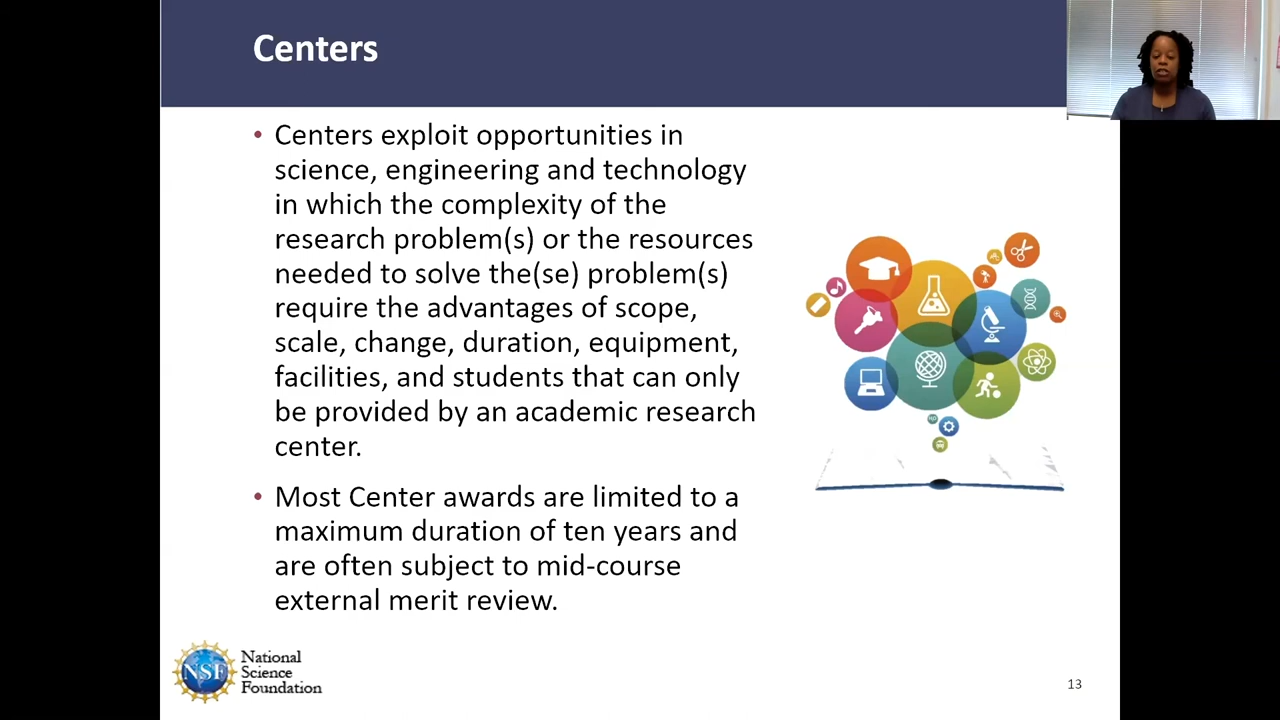 Centers
• Centers exploit opportunities in
science, engineering and technology
in which the complexity of the
research problem(s) or the resources
needed to solve the(se) problem(s)
require the advantages of scope,
scale, change, duration, equipment,
facilities, and students that can only
be provided by an academic research
center.
• Most Center awards are limited to a
maximum duration of ten years and
are often subject to mid-course
external merit review.
NSF
National
Science
Foundation
13